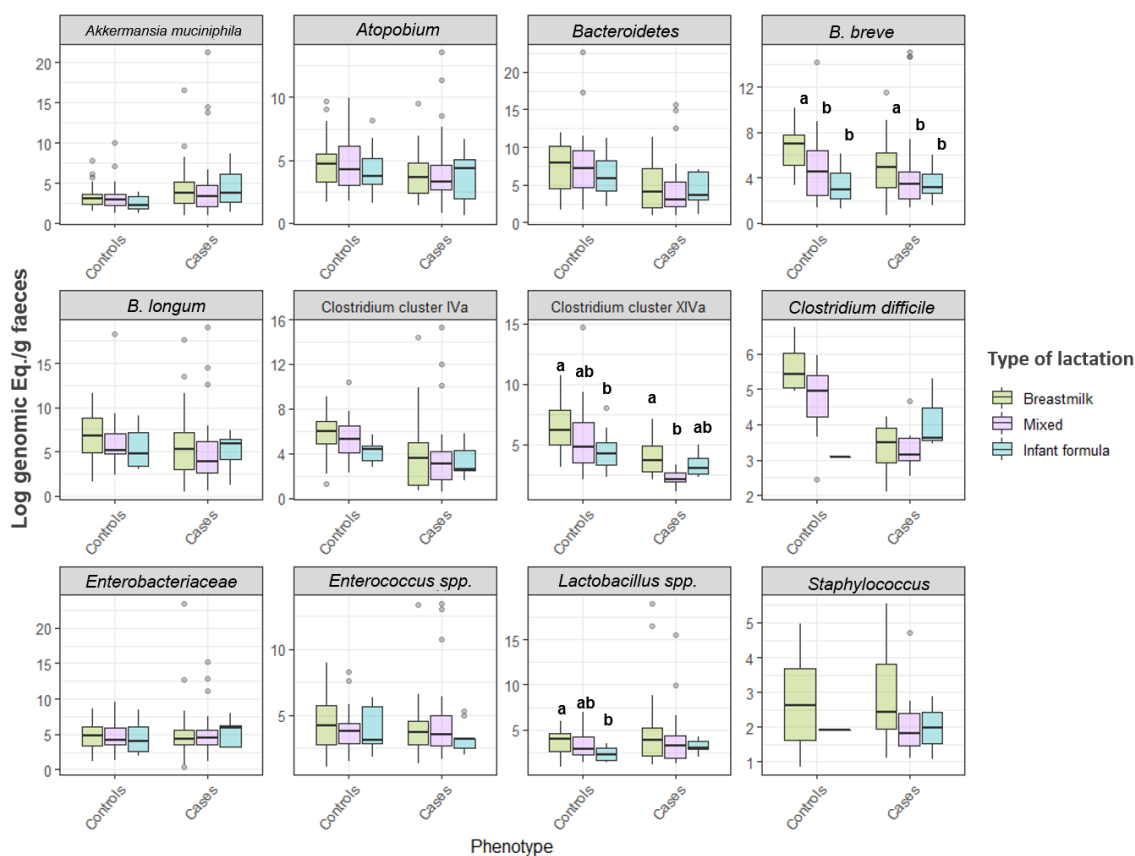 Akkermansia muciniphila
Atopobium
Bacteroidetes
B. breve
20
15
10
5
0
10
5
0
20
15
10
5
0
12
8
4
0
a
b
b
a
b
b
Controls
Cases
Controls
Cases
Controls
Cases
Controls
Cases
B. longum
Clostridium cluster IVa
Clostridium cluster XIVa
Clostridium difficile
15
10
5
0
16
12
8
4
0
15
10
5
6
5
4
3
2
a
ab
b
a
b
ab
Controls
Cases
Controls
Cases
Controls
Cases
Controls
Cases
Enterobacteriaceae
Enterococcus spp.
Lactobacillus spp.
Staphylococcus
20
15
10
5
0
10
5
15
10
5
5
4
3
2
1
a
ab
b
Controls
Cases
Controls
Cases
Controls
Cases
Controls
Cases
Log genomic Eq./g faeces
Phenotype
Type of lactation
Breastmilk
Mixed
Infant formula